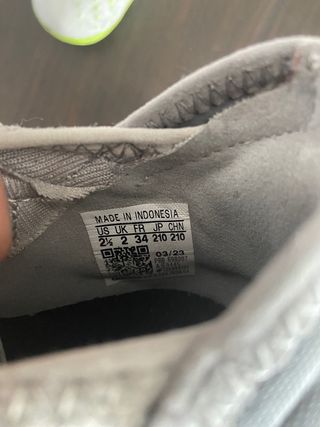 MADE IN INDONESIA
US UK FR JP CHN
2½ 2 34 210 210
03/23